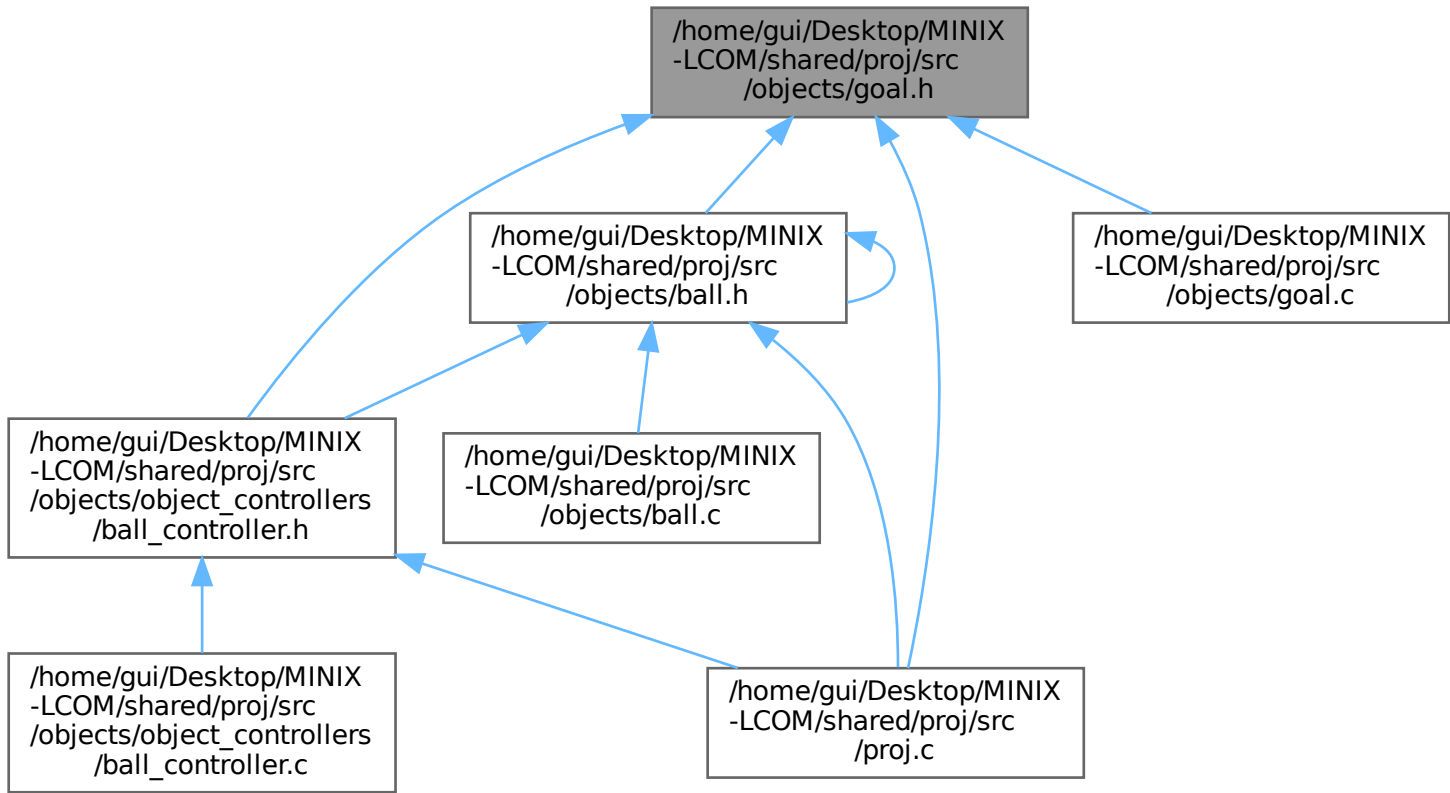 /home/gui/Desktop/MINIX
-LCOM/shared/proj/src
/objects/goal.h
/home/gui/Desktop/MINIX
-LCOM/shared/proj/src
/objects/ball.h
/home/gui/Desktop/MINIX
-LCOM/shared/proj/src
/objects/goal.c
/home/gui/Desktop/MINIX
-LCOM/shared/proj/src
/objects/object_controllers
/ball_controller.h
/home/gui/Desktop/MINIX
-LCOM/shared/proj/src
/objects/ball.c
/home/gui/Desktop/MINIX
-LCOM/shared/proj/src
/objects/object_controllers
/ball_controller.c
/home/gui/Desktop/MINIX
-LCOM/shared/proj/src
/proj.c